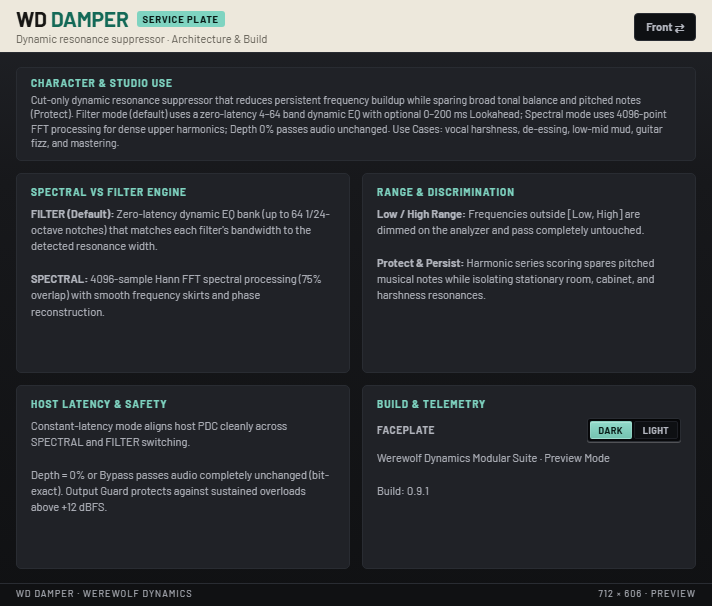 WD DAMPER SERVICE PLATE
Dynamic resonance suppressor · Architecture & Build
Front ⇄
CHARACTER & STUDIO USE
Cut-only dynamic resonance suppressor that reduces persistent frequency buildup while sparing broad tonal balance and pitched notes
(Protect). Filter mode (default) uses a zero-latency 4–64 band dynamic EQ with optional 0–200 ms Lookahead; Spectral mode uses 4096-point
FFT processing for dense upper harmonics; Depth 0% passes audio unchanged. Use Cases: vocal harshness, de-essing, low-mid mud, guitar
fizz, and mastering.
SPECTRAL VS FILTER ENGINE
FILTER (Default): Zero-latency dynamic EQ bank (up to 64 1/24-
octave notches) that matches each filter's bandwidth to the
detected resonance width.
SPECTRAL: 4096-sample Hann FFT spectral processing (75%
overlap) with smooth frequency skirts and phase
reconstruction.
RANGE & DISCRIMINATION
Low / High Range: Frequencies outside [Low, High] are
dimmed on the analyzer and pass completely untouched.
Protect & Persist: Harmonic series scoring spares pitched
musical notes while isolating stationary room, cabinet, and
harshness resonances.
HOST LATENCY & SAFETY
Constant-latency mode aligns host PDC cleanly across
SPECTRAL and FILTER switching.
Depth = 0% or Bypass passes audio completely unchanged (bit-
exact). Output Guard protects against sustained overloads
above +12 dBFS.
BUILD & TELEMETRY
FACEPLATE DARK LIGHT
Werewolf Dynamics Modular Suite · Preview Mode
Build: 0.9.1
WD DAMPER · WEREWOLF DYNAMICS
712 × 606 · PREVIEW